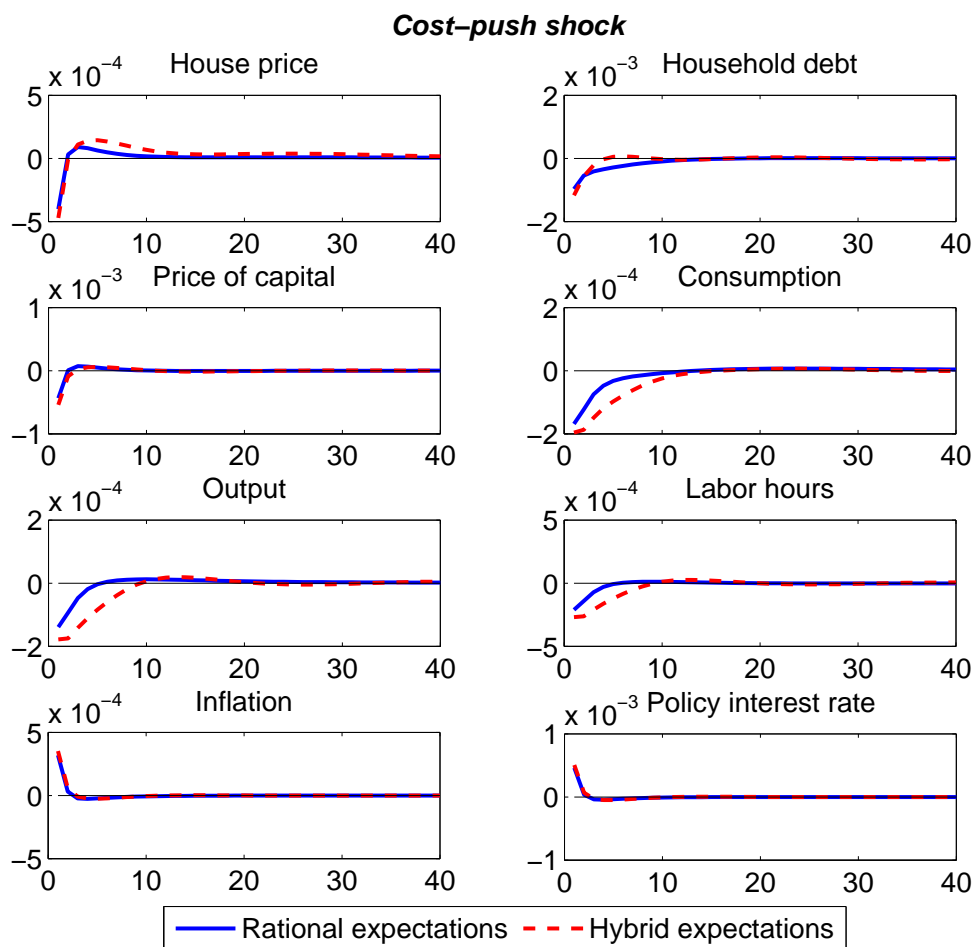 Cost–push shock
x 10⁻⁴ House price
5
0
−5
0 10 20 30 40
x 10⁻³ Household debt
2
0
−2
0 10 20 30 40
x 10⁻³ Price of capital
1
0
−1
0 10 20 30 40
x 10⁻⁴ Consumption
2
0
−2
0 10 20 30 40
x 10⁻⁴ Output
2
0
−2
0 10 20 30 40
x 10⁻⁴ Labor hours
5
0
−5
0 10 20 30 40
x 10⁻⁴ Inflation
5
0
−5
0 10 20 30 40
x 10⁻³ Policy interest rate
1
0
−1
0 10 20 30 40
Rational expectations Hybrid expectations